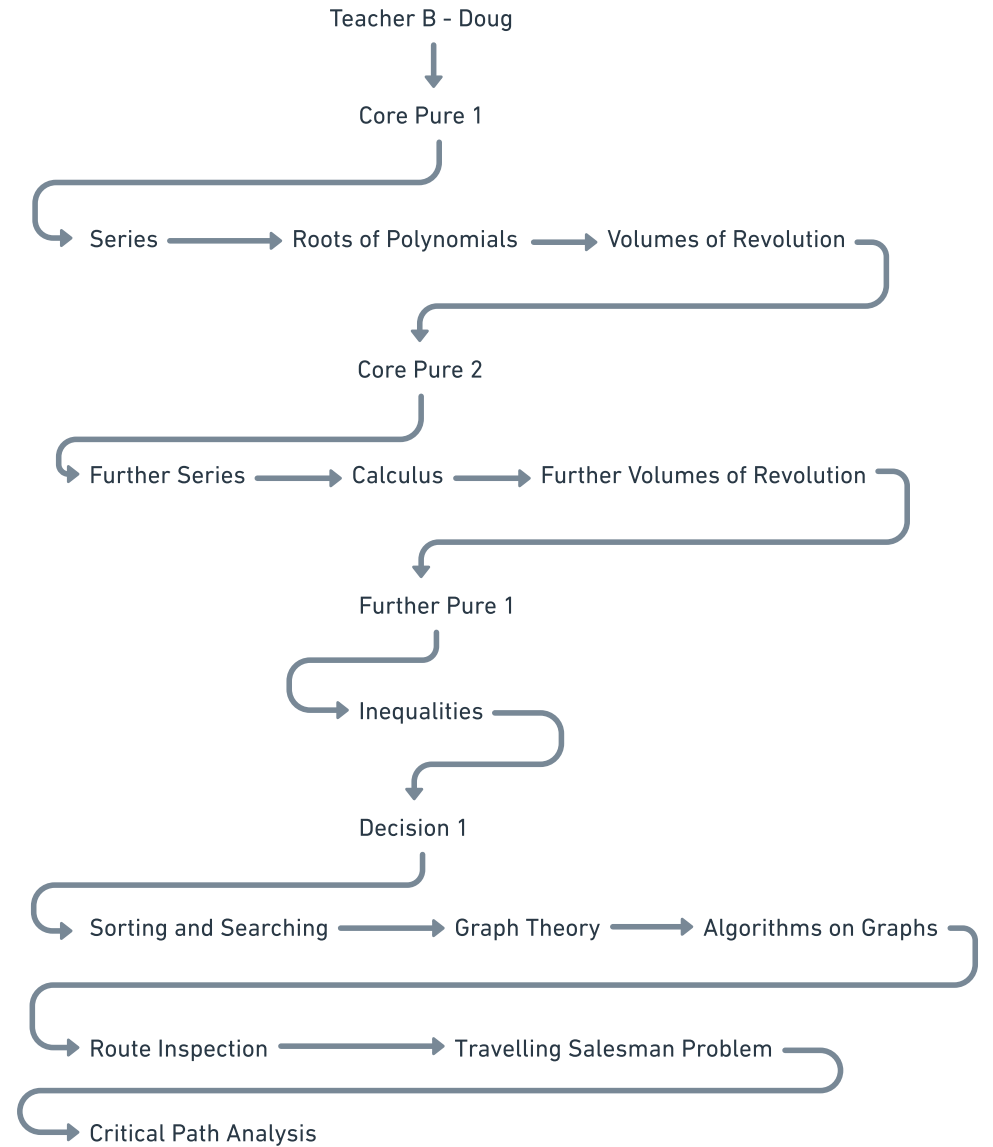 Teacher B - Doug
Core Pure 1
Series
Roots of Polynomials
Volumes of Revolution
Core Pure 2
Further Series
Calculus
Further Volumes of Revolution
Further Pure 1
Inequalities
Decision 1
Sorting and Searching
Graph Theory
Algorithms on Graphs
Route Inspection
Travelling Salesman Problem
Critical Path Analysis